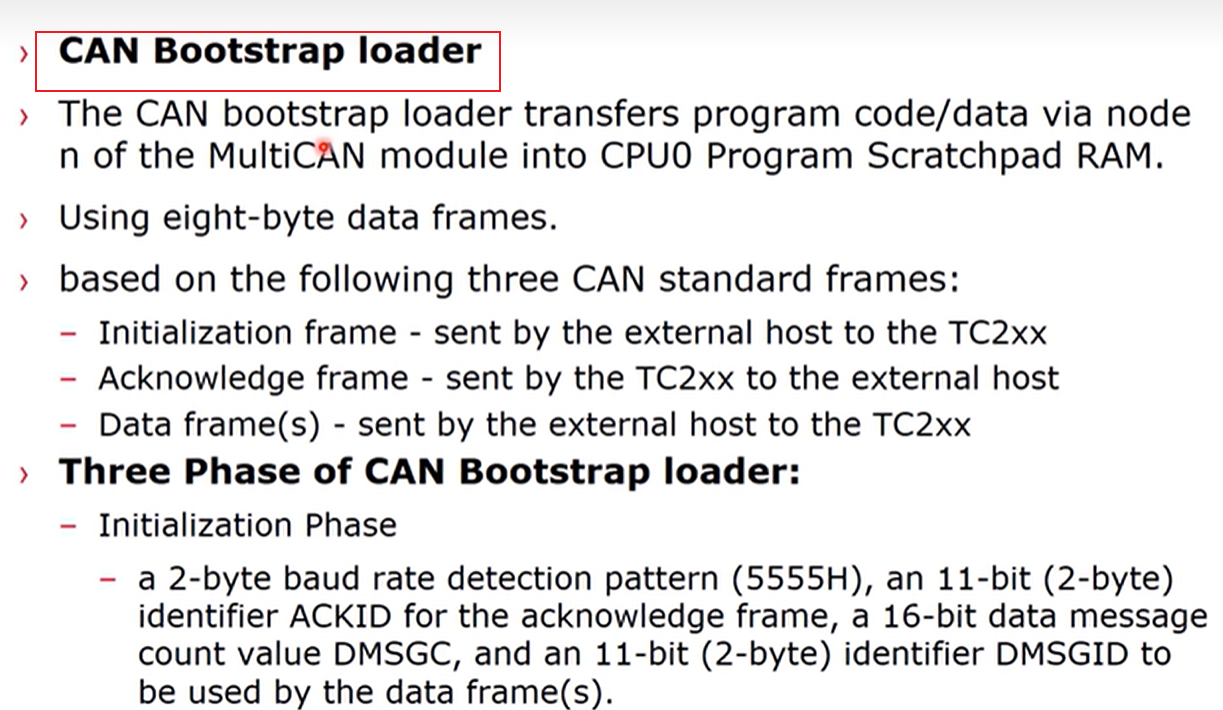 › CAN Bootstrap loader
› The CAN bootstrap loader transfers program code/data via node
n of the MultiCAN module into CPU0 Program Scratchpad RAM.
› Using eight-byte data frames.
› based on the following three CAN standard frames:
– Initialization frame - sent by the external host to the TC2xx
– Acknowledge frame - sent by the TC2xx to the external host
– Data frame(s) - sent by the external host to the TC2xx
› Three Phase of CAN Bootstrap loader:
– Initialization Phase
– a 2-byte baud rate detection pattern (5555H), an 11-bit (2-byte)
identifier ACKID for the acknowledge frame, a 16-bit data message
count value DMSGC, and an 11-bit (2-byte) identifier DMSGID to
be used by the data frame(s).